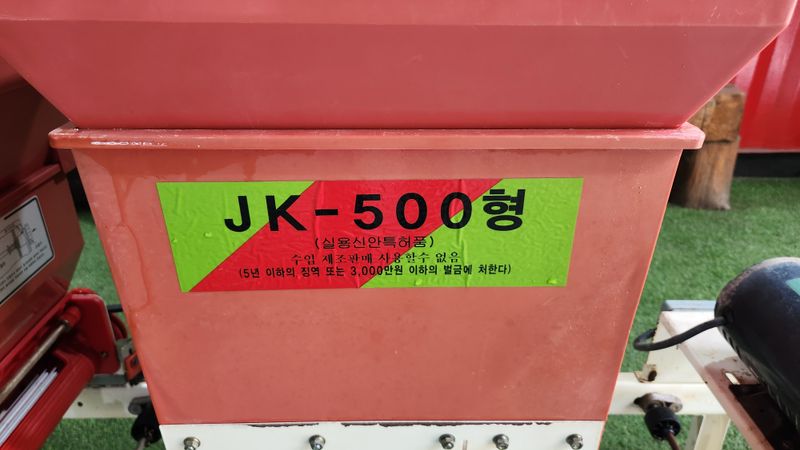 JK-500형
(실용신안특허품)
수입 제조판매 사용할수 없음
(5년 이하의 징역 또는 3,000만원 이하의 벌금에 처한다)